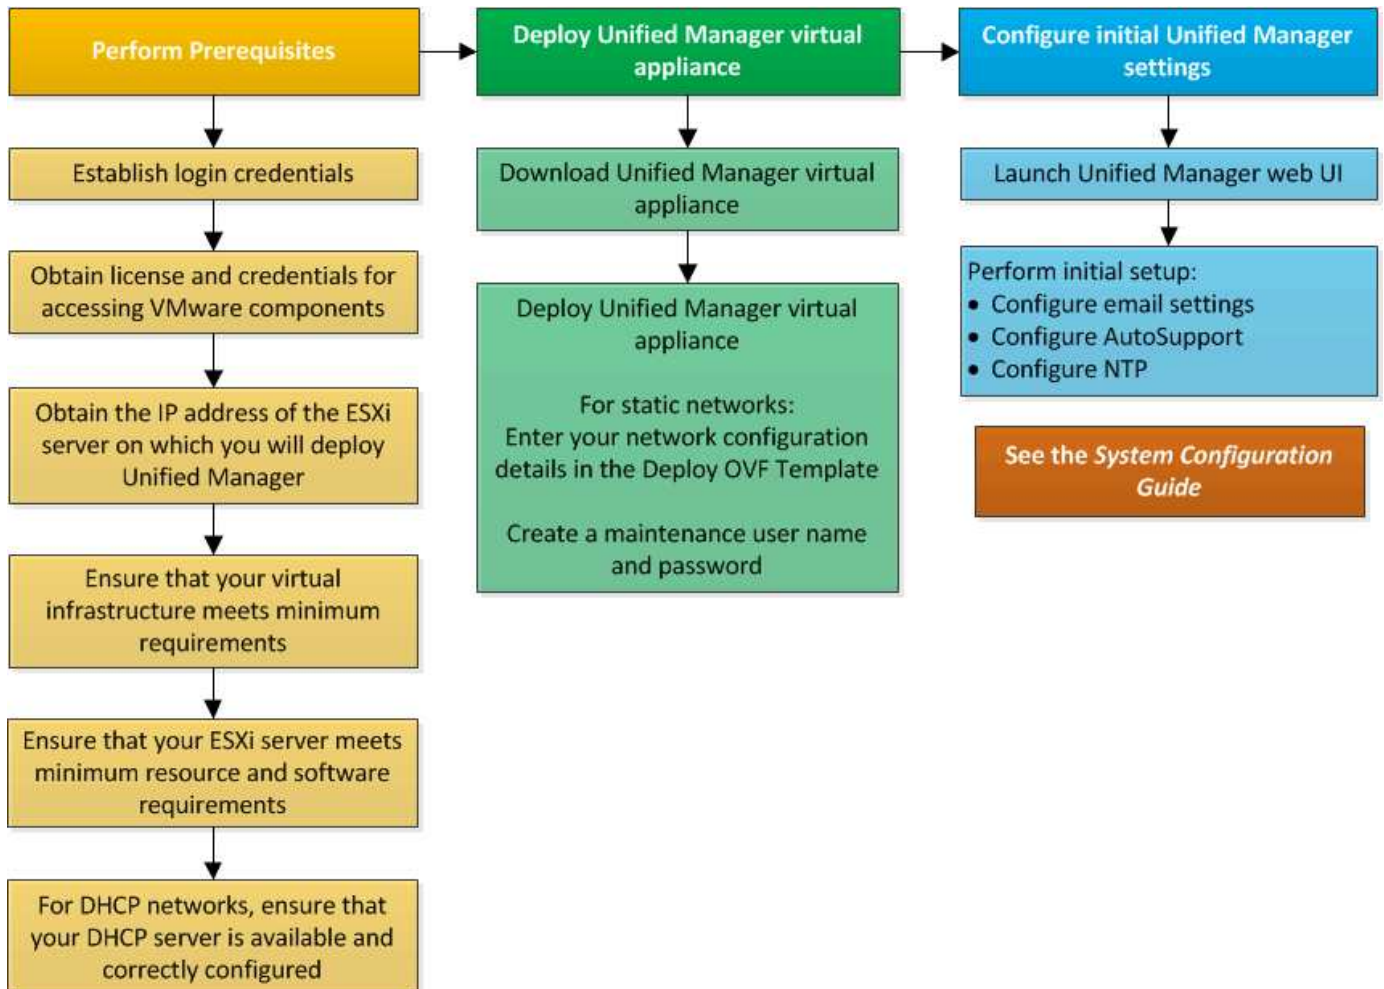 Perform Prerequisites
Establish login credentials
Obtain license and credentials for
accessing VMware components
Obtain the IP address of the ESXi
server on which you will deploy
Unified Manager
Ensure that your virtual
infrastructure meets minimum
requirements
Ensure that your ESXi server meets
minimum resource and software
requirements
For DHCP networks, ensure that
your DHCP server is available and
correctly configured
Deploy Unified Manager virtual
appliance
Download Unified Manager virtual
appliance
Deploy Unified Manager virtual
appliance
For static networks:
Enter your network configuration
details in the Deploy OVF Template
Create a maintenance user name
and password
Configure initial Unified Manager
settings
Launch Unified Manager web UI
Perform initial setup:
• Configure email settings
• Configure AutoSupport
• Configure NTP
See the System Configuration
Guide